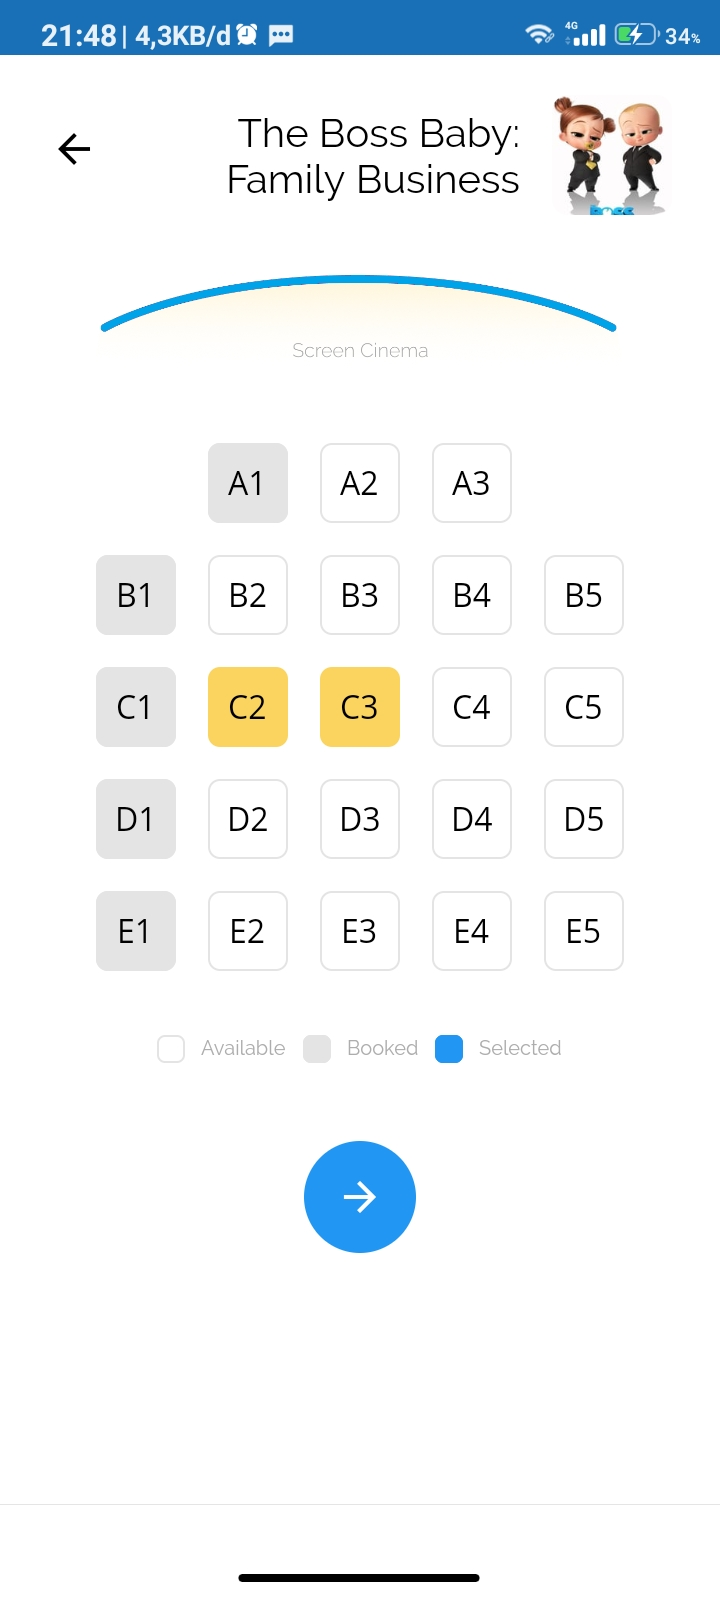 21:48 | 4,3KB/d
4G
34%
The Boss Baby:
Family Business
BOSS
Screen Cinema
A1 A2 A3
B1 B2 B3 B4 B5
C1 C2 C3 C4 C5
D1 D2 D3 D4 D5
E1 E2 E3 E4 E5
Available Booked Selected